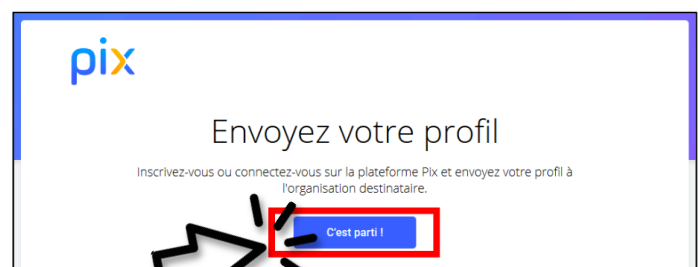 pix
Envoyez votre profil
Inscrivez-vous ou connectez-vous sur la plateforme Pix et envoyez votre profil à
l'organisation destinataire.
C'est parti !